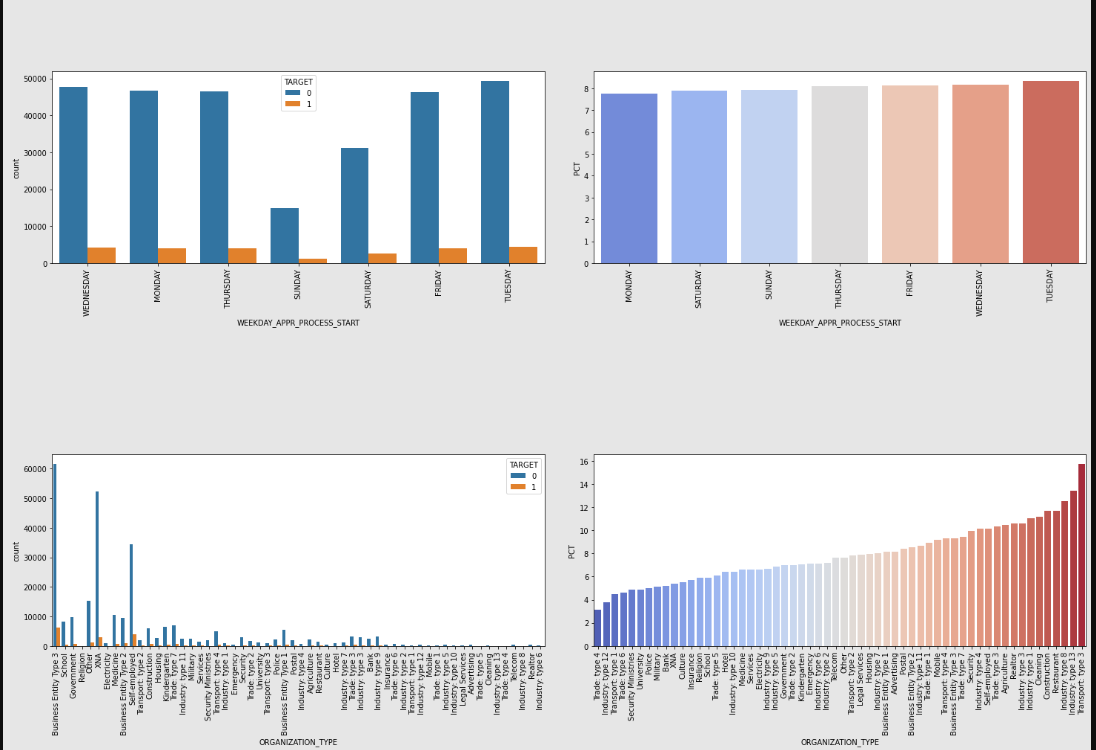 TARGET
0
1
count
50000
40000
30000
20000
10000
0
WEDNESDAY
MONDAY
THURSDAY
SUNDAY
SATURDAY
FRIDAY
TUESDAY
WEEKDAY_APPR_PROCESS_START
PCT
8
7
6
5
4
3
2
1
0
MONDAY
SATURDAY
SUNDAY
THURSDAY
FRIDAY
WEDNESDAY
TUESDAY
WEEKDAY_APPR_PROCESS_START
TARGET
0
1
count
60000
50000
40000
30000
20000
10000
0
Business Entity Type 3
School
Government
Religion
Other
XNA
Electricity
Medicine
Business Entity Type 2
Self-employed
Transport: type 2
Construction
Housing
Kindergarten
Trade: type 7
Industry: type 11
Military
Services
Security Ministries
Transport: type 4
Industry: type 1
Emergency
Security
Trade: type 2
University
Transport: type 3
Police
Business Entity Type 1
Postal
Industry: type 4
Agriculture
Restaurant
Culture
Hotel
Industry: type 7
Trade: type 3
Industry: type 3
Bank
Industry: type 9
Insurance
Trade: type 6
Industry: type 2
Transport: type 1
Industry: type 12
Mobile
Trade: type 1
Industry: type 5
Industry: type 10
Legal Services
Advertising
Trade: type 5
Cleaning
Industry: type 13
Trade: type 4
Telecom
Industry: type 8
Realtor
Industry: type 6
ORGANIZATION_TYPE
PCT
16
14
12
10
8
6
4
2
0
Trade: type 4
Industry: type 12
Transport: type 1
Trade: type 6
Security Ministries
University
Police
Military
Bank
XNA
Culture
Insurance
Religion
School
Trade: type 5
Hotel
Industry: type 10
Medicine
Services
Electricity
Industry: type 9
Industry: type 5
Government
Trade: type 2
Kindergarten
Emergency
Industry: type 6
Industry: type 2
Telecom
Other
Transport: type 2
Legal Services
Housing
Industry: type 7
Business Entity Type 1
Advertising
Postal
Business Entity Type 2
Industry: type 11
Trade: type 1
Mobile
Transport: type 4
Business Entity Type 3
Trade: type 7
Security
Industry: type 4
Self-employed
Trade: type 3
Agriculture
Realtor
Industry: type 3
Industry: type 1
Cleaning
Construction
Restaurant
Industry: type 8
Industry: type 13
Transport: type 3
ORGANIZATION_TYPE